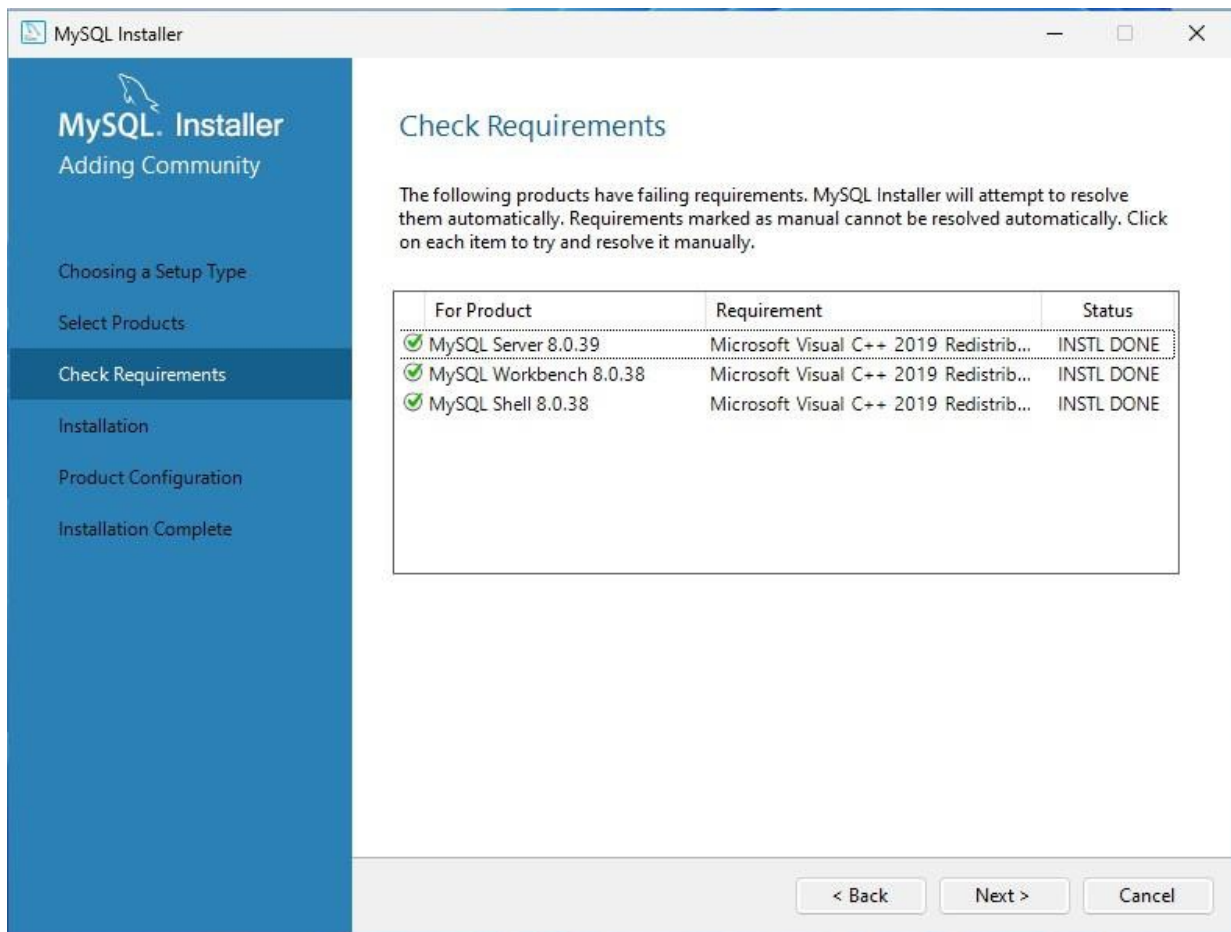 MySQL Installer
MySQL. Installer
Adding Community
Choosing a Setup Type
Select Products
Check Requirements
Installation
Product Configuration
Installation Complete
Check Requirements
The following products have failing requirements. MySQL Installer will attempt to resolve
them automatically. Requirements marked as manual cannot be resolved automatically. Click
on each item to try and resolve it manually.
For Product Requirement Status
MySQL Server 8.0.39 Microsoft Visual C++ 2019 Redistrib... INSTL DONE
MySQL Workbench 8.0.38 Microsoft Visual C++ 2019 Redistrib... INSTL DONE
MySQL Shell 8.0.38 Microsoft Visual C++ 2019 Redistrib... INSTL DONE
< Back Next > Cancel